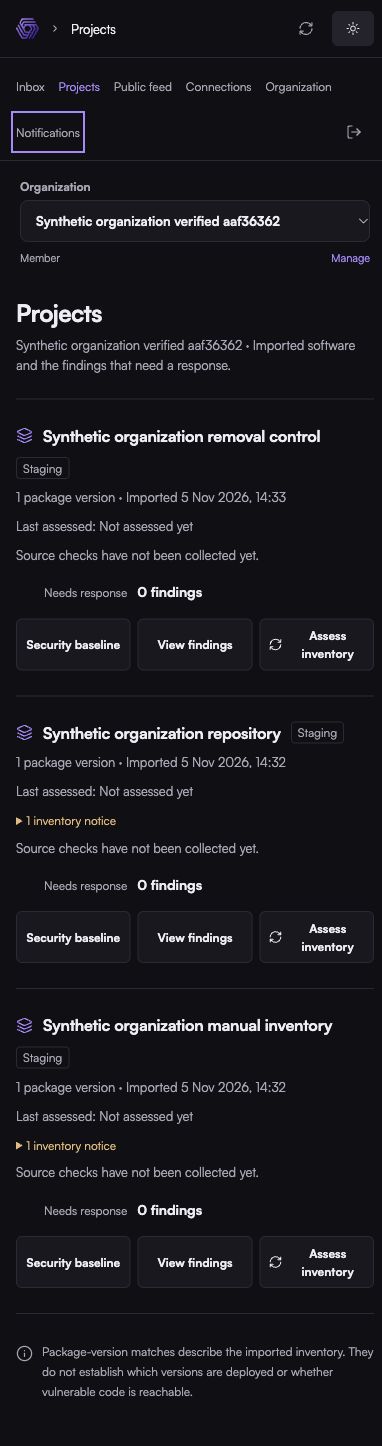 Projects
Inbox Projects Public feed Connections Organization
Notifications
Organization
Synthetic organization verified aaf36362
Member Manage
Projects
Synthetic organization verified aaf36362 · Imported software
and the findings that need a response.
Synthetic organization removal control
Staging
1 package version · Imported 5 Nov 2026, 14:33
Last assessed: Not assessed yet
Source checks have not been collected yet.
Needs response 0 findings
Security baseline View findings Assess
inventory
Synthetic organization repository Staging
1 package version · Imported 5 Nov 2026, 14:32
Last assessed: Not assessed yet
1 inventory notice
Source checks have not been collected yet.
Needs response 0 findings
Security baseline View findings Assess
inventory
Synthetic organization manual inventory
Staging
1 package version · Imported 5 Nov 2026, 14:32
Last assessed: Not assessed yet
1 inventory notice
Source checks have not been collected yet.
Needs response 0 findings
Security baseline View findings Assess
inventory
Package-version matches describe the imported inventory. They
do not establish which versions are deployed or whether
vulnerable code is reachable.